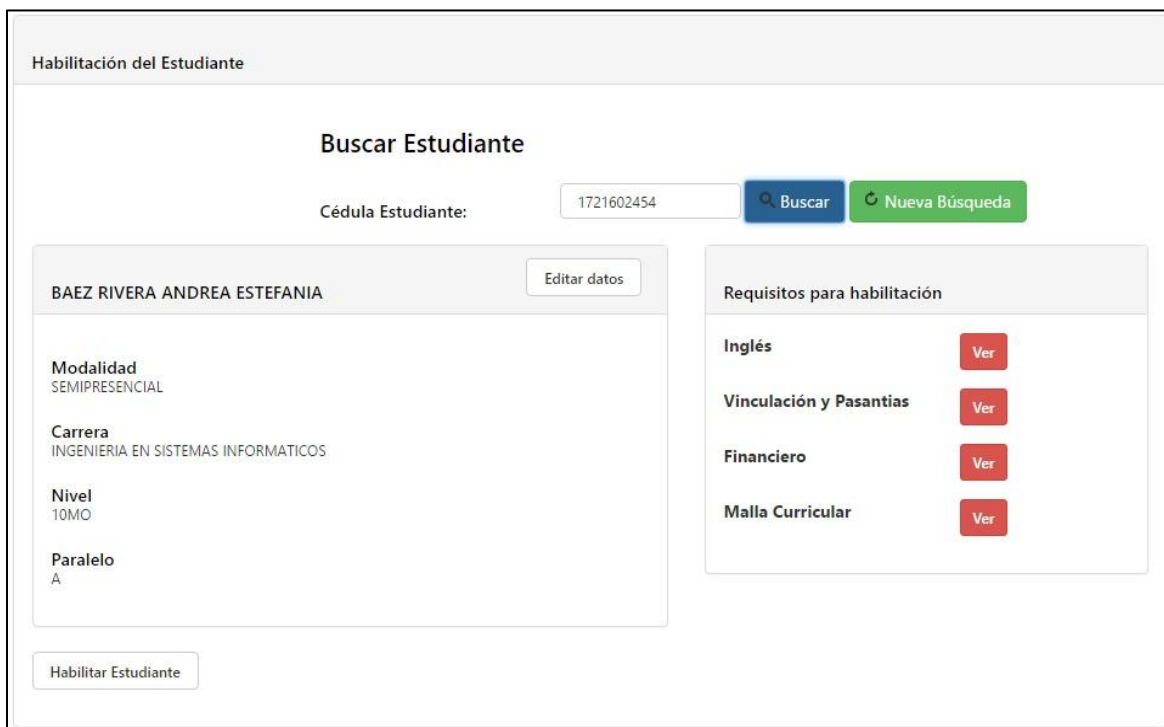 Habilitación del Estudiante
Buscar Estudiante
Cédula Estudiante:
1721602454
Buscar
Nueva Búsqueda
BAEZ RIVERA ANDREA ESTEFANIA
Editar datos
Modalidad
SEMIPRESENCIAL
Carrera
INGENIERIA EN SISTEMAS INFORMATICOS
Nivel
10MO
Paralelo
A
Requisitos para habilitación
Inglés
Ver
Vinculación y Pasantias
Ver
Financiero
Ver
Malla Curricular
Ver
Habilitar Estudiante